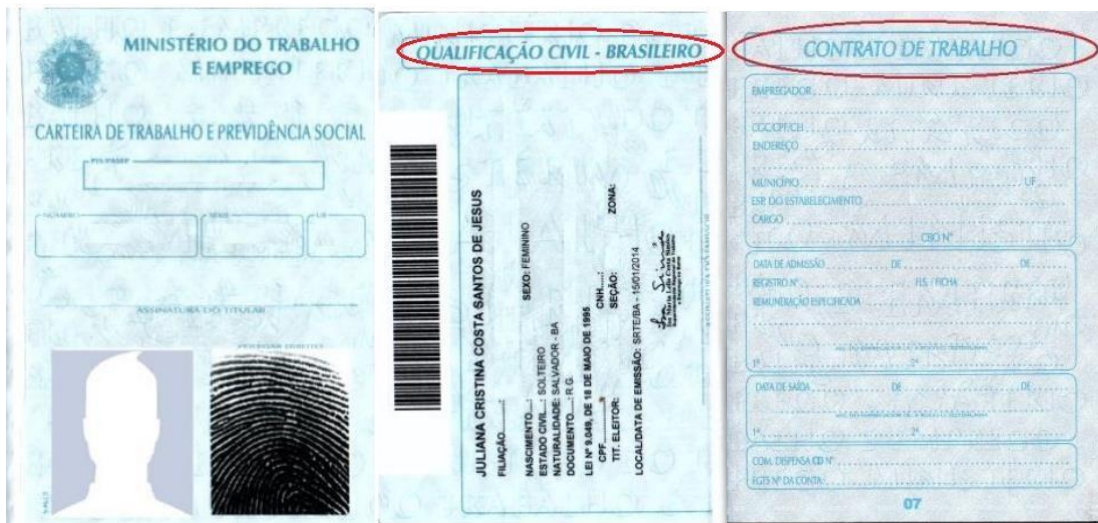 MINISTÉRIO DO TRABALHO
E EMPREGO
CARTEIRA DE TRABALHO E PREVIDÊNCIA SOCIAL
PIS/PASEP
NÚMERO
SÉRIE
UF
ASSINATURA DO TITULAR
POLEGAR DIREITO
QUALIFICAÇÃO CIVIL - BRASILEIRO
JULIANA CRISTINA COSTA SANTOS DE JESUS
FILIAÇÃO........:
NASCIMENTO....: SEXO: FEMININO
ESTADO CIVIL....: SOLTEIRO
NATURALIDADE: SALVADOR - BA
DOCUMENTO....: R.G.
LEI Nº 9.049, DE 18 DE MAIO DE 1995
CPF........: CNH.....:
TIT. ELEITOR: SEÇÃO: ZONA:
LOCAL/DATA DE EMISSÃO: SRTE/BA - 15/01/2014
CONTRATO DE TRABALHO
EMPREGADOR
CGC/CPF/CEI
ENDEREÇO
MUNICÍPIO UF
ESP. DO ESTABELECIMENTO
CARGO
CBO Nº
DATA DE ADMISSÃO DE DE
REGISTRO Nº FLS. / FICHA
REMUNERAÇÃO ESPECIFICADA
1º 2º
DATA DE SAÍDA DE DE
1º 2º
COM. DISPENSA CD Nº
FGTS Nº DA CONTA
07